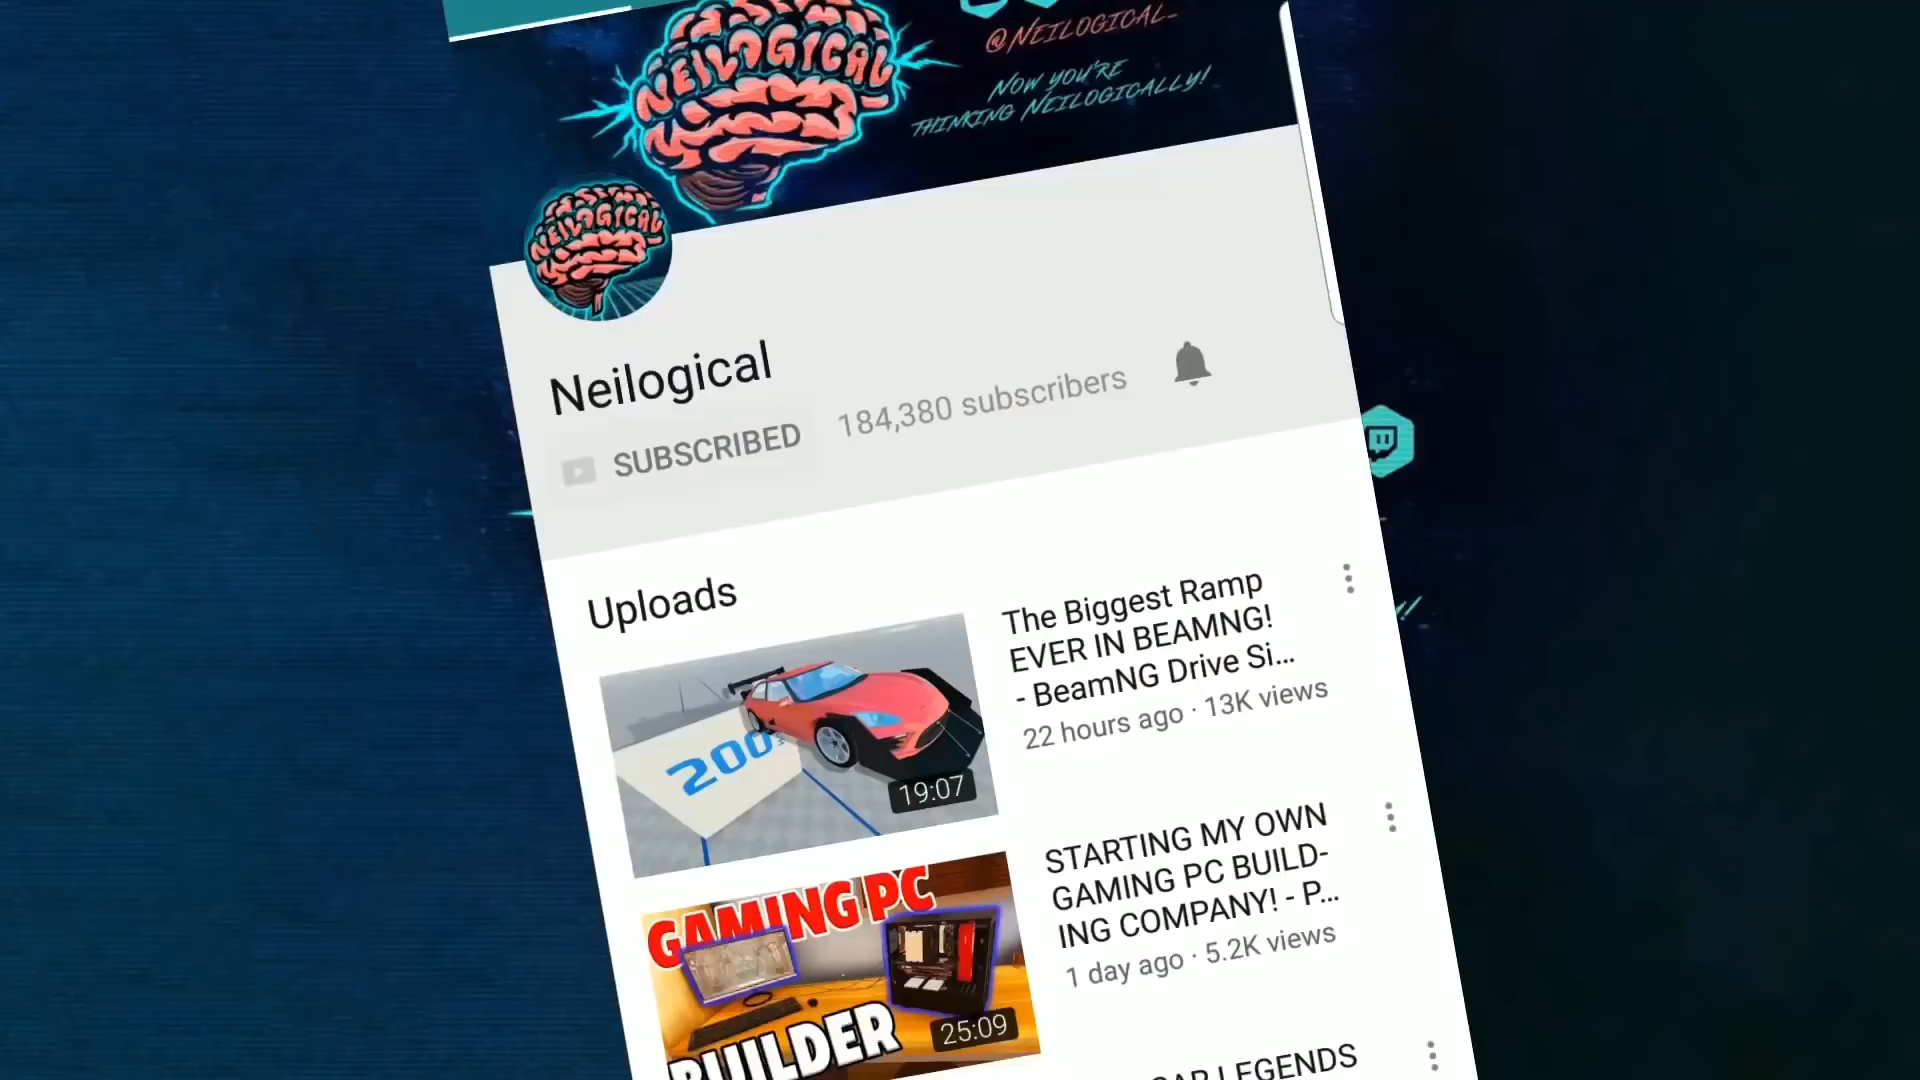 NEILOGICAL
@NEILOGICAL_
NOW YOU'RE
THINKING NEILOGICALLY!
NEILOGICAL
Neilogical
SUBSCRIBED
184,380 subscribers
Uploads
The Biggest Ramp
EVER IN BEAMNG!
- BeamNG Drive Si...
22 hours ago · 13K views
200
19:07
STARTING MY OWN
GAMING PC BUILD-
ING COMPANY! - P...
1 day ago · 5.2K views
GAMING PC
BUILDER
25:09
CAR LEGENDS